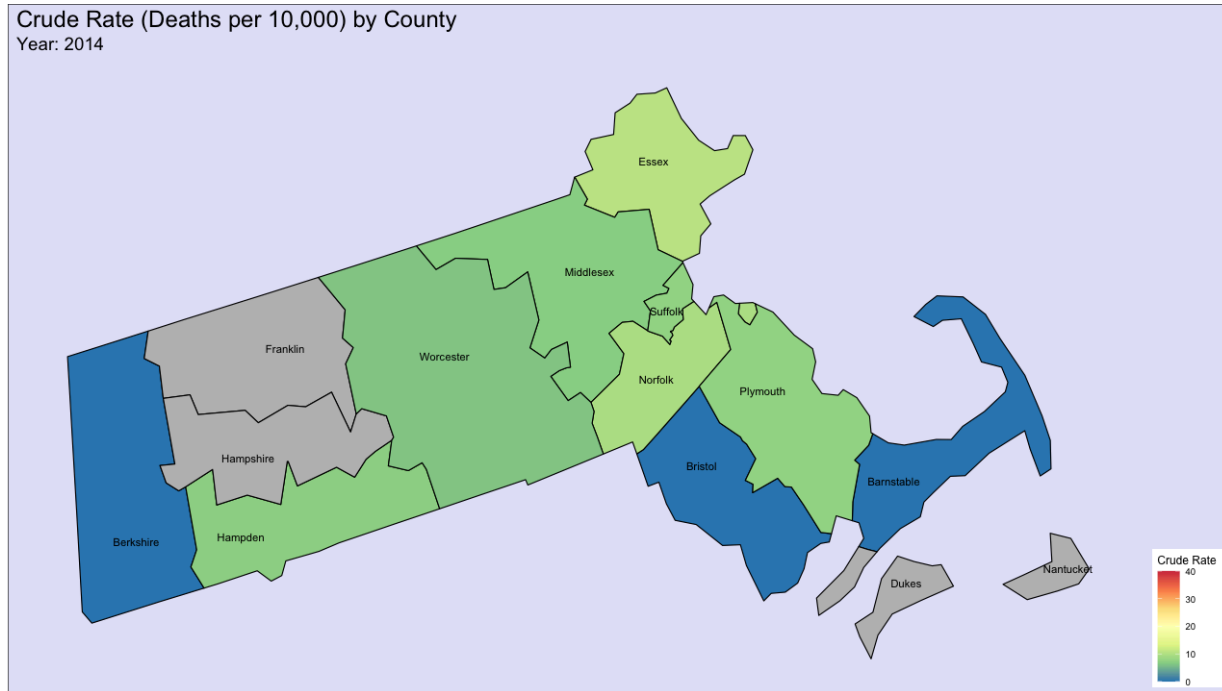 Crude Rate (Deaths per 10,000) by County
Year: 2014
Essex
Middlesex
Suffolk
Franklin
Worcester
Norfolk
Plymouth
Hampshire
Bristol
Barnstable
Hampden
Berkshire
Nantucket
Dukes
Crude Rate
40
30
20
10
0